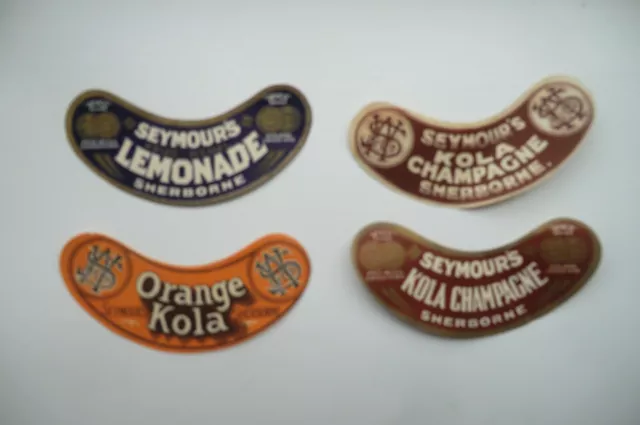 SEYMOUR'S
LEMONADE
SHERBORNE
SEYMOUR'S
KOLA
CHAMPAGNE
SHERBORNE.
Orange
Kola
SEYMOUR'S
KOLA CHAMPAGNE
SHERBORNE